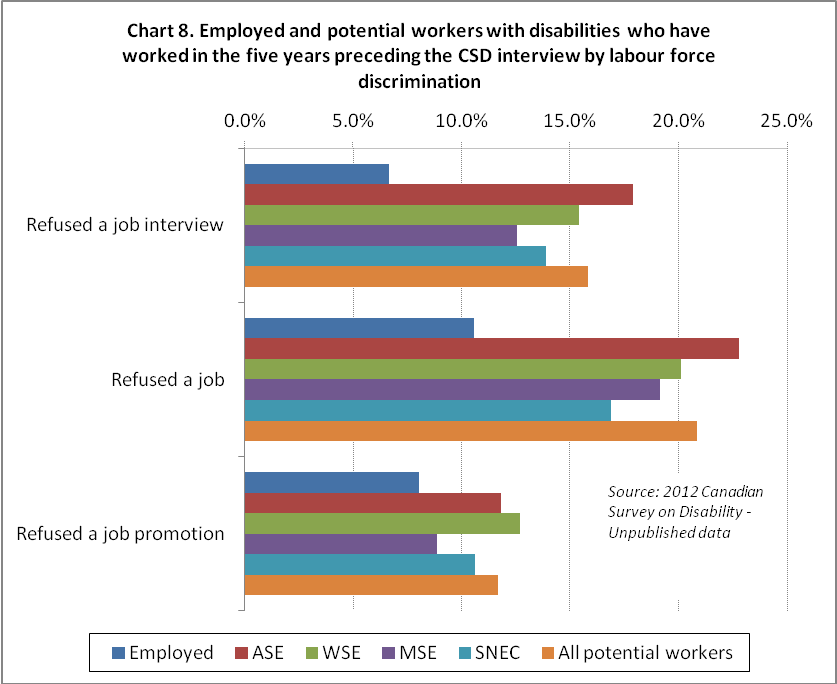 Chart 8. Employed and potential workers with disabilities who have
worked in the five years preceding the CSD interview by labour force
discrimination
0.0% 5.0% 10.0% 15.0% 20.0% 25.0%
Refused a job interview
Refused a job
Refused a job promotion
Source: 2012 Canadian
Survey on Disability -
Unpublished data
Employed ASE WSE MSE SNEC All potential workers